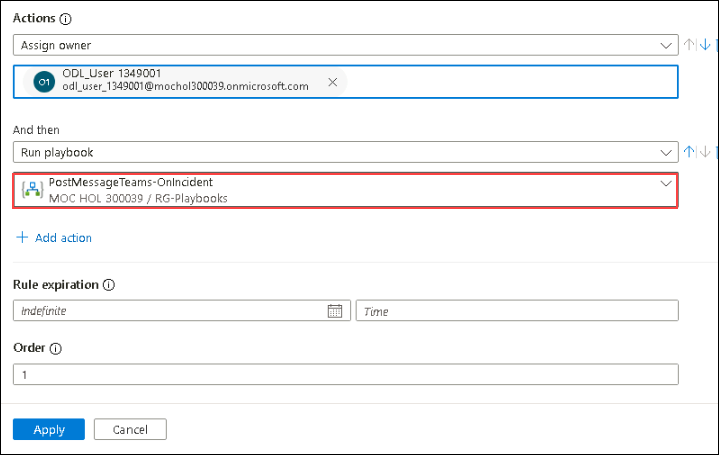 Actions
Assign owner
O1
ODL_User 1349001
odl_user_1349001@mochol300039.onmicrosoft.com
And then
Run playbook
PostMessageTeams-OnIncident
MOC HOL 300039 / RG-Playbooks
+ Add action
Rule expiration
Indefinite
Time
Order
1
Apply
Cancel